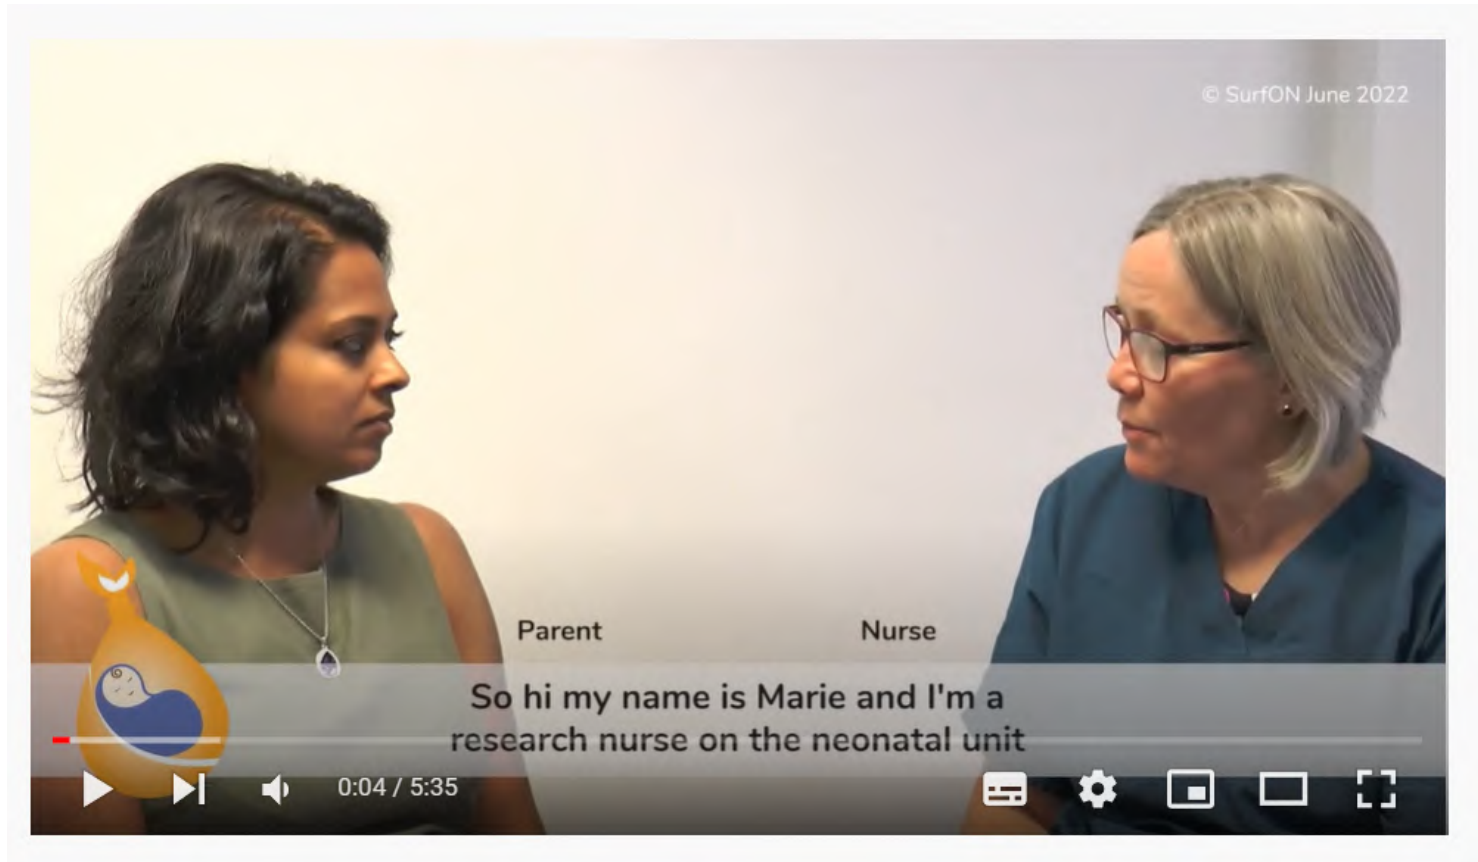 © SurfON June 2022
Parent
Nurse
So hi my name is Marie and I'm a
research nurse on the neonatal unit
0:04 / 5:35